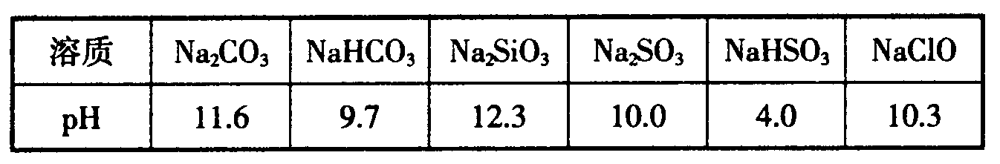 溶质 Na₂CO₃ NaHCO₃ Na₂SiO₃ Na₂SO₃ NaHSO₃ NaClO
pH 11.6 9.7 12.3 10.0 4.0 10.3